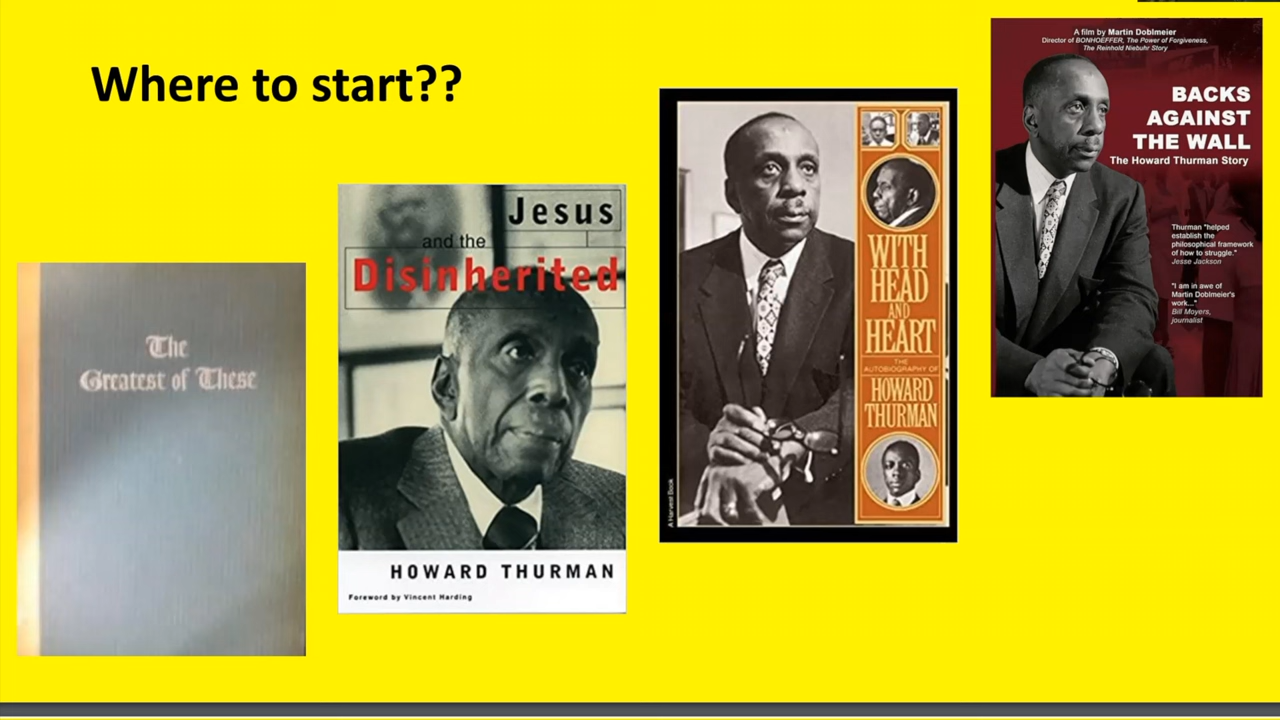 Where to start??
The
Greatest of These
Jesus
and the
Disinherited
HOWARD THURMAN
Foreword by Vincent Harding
A Harvest Book
WITH
HEAD
AND
HEART
THE
AUTOBIOGRAPHY OF
HOWARD
THURMAN
A film by Martin Doblmeier
Director of BONHOEFFER, The Power of Forgiveness,
The Reinhold Niebuhr Story
BACKS
AGAINST
THE WALL
The Howard Thurman Story
Thurman "helped
establish the
philosophical framework
of how to struggle."
Jesse Jackson
"I am in awe of
Martin Doblmeier's
work..."
Bill Moyers,
journalist